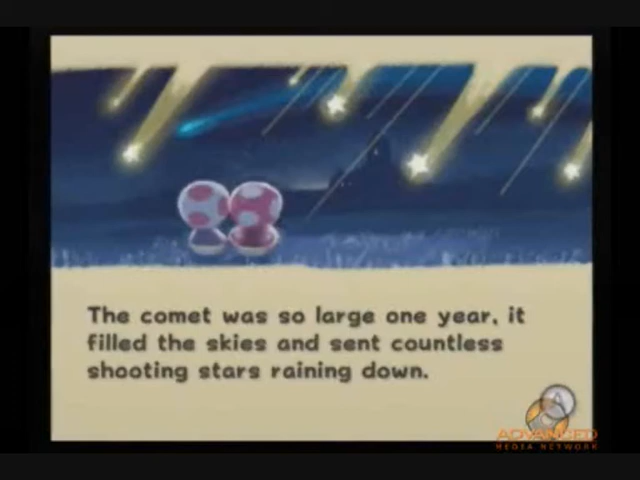 The comet was so large one year, it
filled the skies and sent countless
shooting stars raining down.
ADVANCED
MEDIA NETWORK